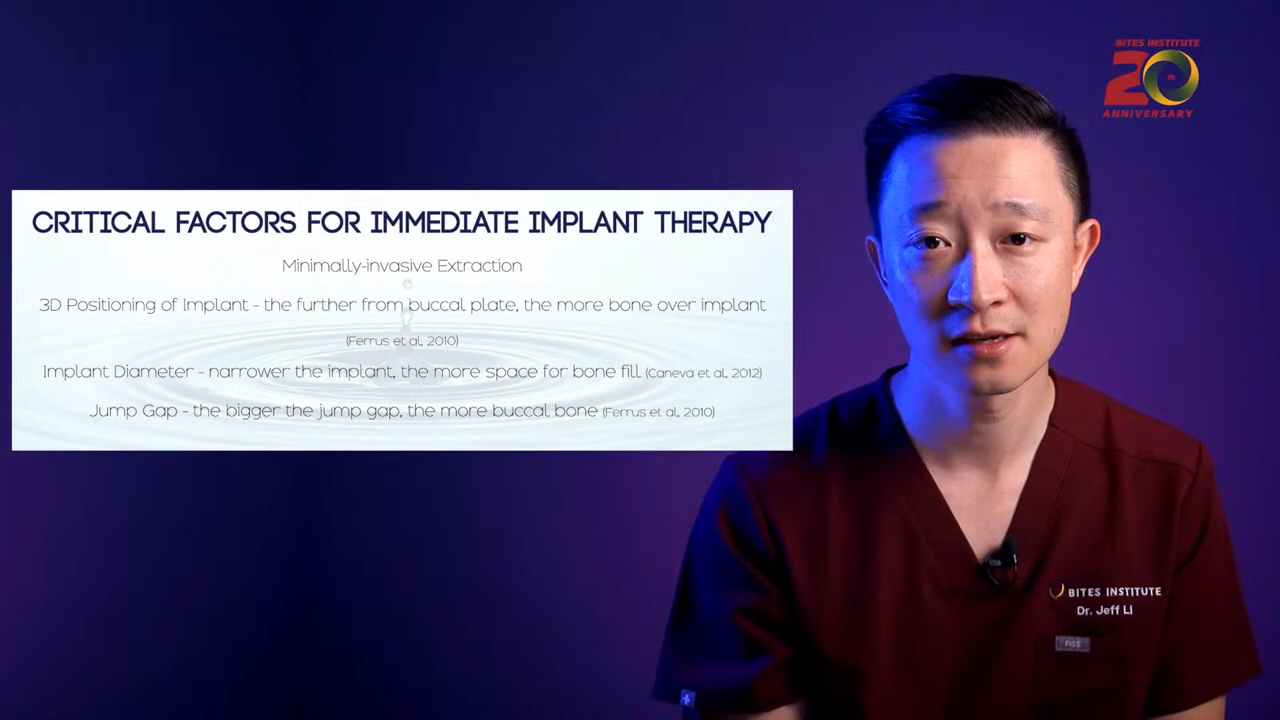 BITES INSTITUTE
20th
ANNIVERSARY
CRITICAL FACTORS FOR IMMEDIATE IMPLANT THERAPY
Minimally-invasive Extraction
3D Positioning of Implant - the further from buccal plate, the more bone over implant
(Ferrus et al., 2010)
Implant Diameter - narrower the implant, the more space for bone fill (Caneva et al. 2012)
Jump Gap - the bigger the jump gap, the more buccal bone (Ferrus et al., 2010)
BITES INSTITUTE
Dr. Jeff Li
FIGS